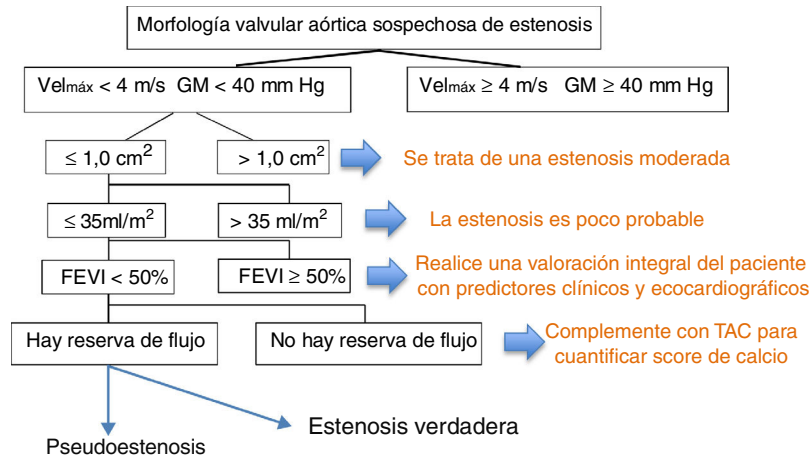 Morfología valvular aórtica sospechosa de estenosis
Velmáx < 4 m/s GM < 40 mm Hg
Velmáx ≥ 4 m/s GM ≥ 40 mm Hg
≤ 1,0 cm²
> 1,0 cm²
Se trata de una estenosis moderada
≤ 35ml/m²
> 35 ml/m²
La estenosis es poco probable
FEVI < 50%
FEVI ≥ 50%
Realice una valoración integral del paciente
con predictores clínicos y ecocardiográficos
Hay reserva de flujo
No hay reserva de flujo
Complemente con TAC para
cuantificar score de calcio
Pseudoestenosis
Estenosis verdadera